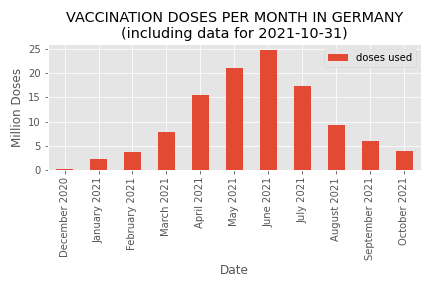 VACCINATION DOSES PER MONTH IN GERMANY
(including data for 2021-10-31)
doses used
Million Doses
25
20
15
10
5
0
December 2020
January 2021
February 2021
March 2021
April 2021
May 2021
June 2021
July 2021
August 2021
September 2021
October 2021
Date